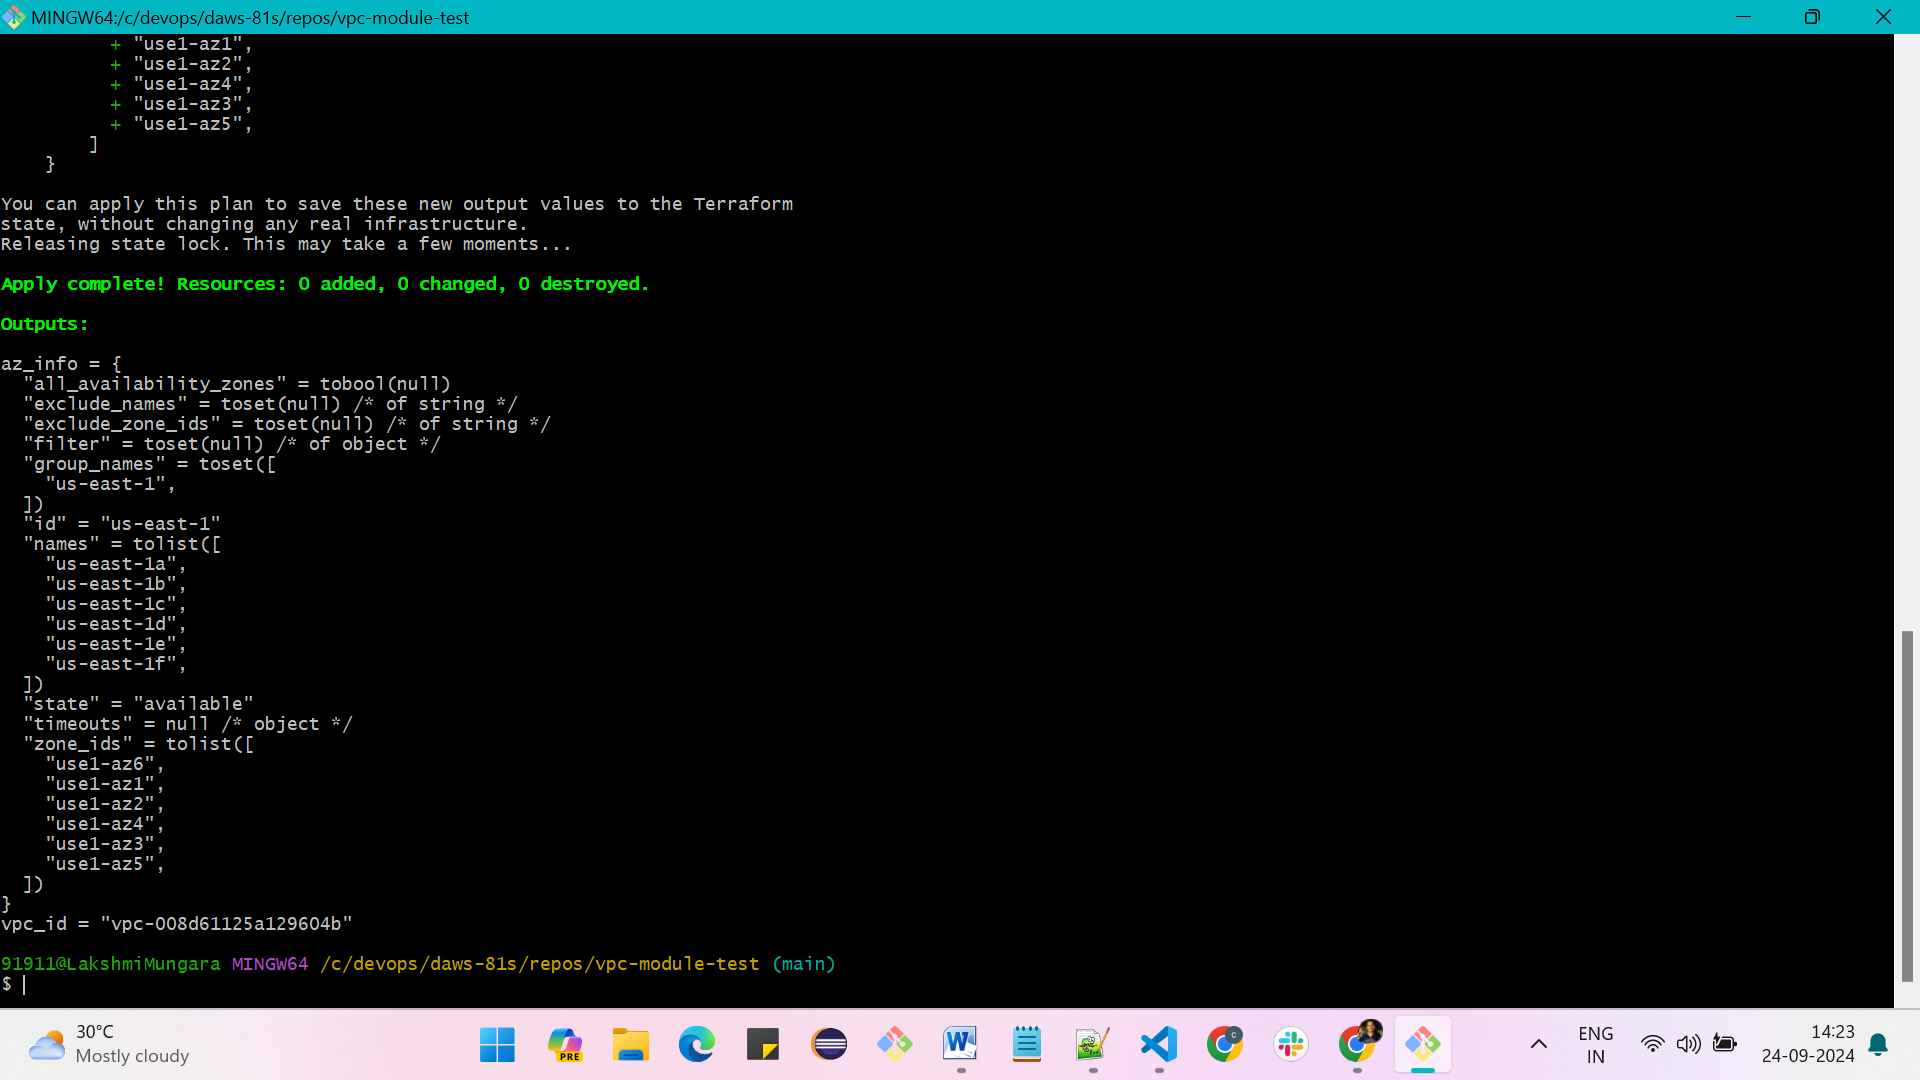 MINGW64:/c/devops/daws-81s/repos/vpc-module-test
+ "use1-az1",
+ "use1-az2",
+ "use1-az4",
+ "use1-az3",
+ "use1-az5",
]
}
You can apply this plan to save these new output values to the Terraform
state, without changing any real infrastructure.
Releasing state lock. This may take a few moments...
Apply complete! Resources: 0 added, 0 changed, 0 destroyed.
Outputs:
az_info = {
"all_availability_zones" = tobool(null)
"exclude_names" = toset(null) /* of string */
"exclude_zone_ids" = toset(null) /* of string */
"filter" = toset(null) /* of object */
"group_names" = toset([
"us-east-1",
])
"id" = "us-east-1"
"names" = tolist([
"us-east-1a",
"us-east-1b",
"us-east-1c",
"us-east-1d",
"us-east-1e",
"us-east-1f",
])
"state" = "available"
"timeouts" = null /* object */
"zone_ids" = tolist([
"use1-az6",
"use1-az1",
"use1-az2",
"use1-az4",
"use1-az3",
"use1-az5",
])
}
vpc_id = "vpc-008d61125a129604b"
91911@LakshmiMungara MINGW64 /c/devops/daws-81s/repos/vpc-module-test (main)
$
30°C
Mostly cloudy
PRE
W
C
ENG
IN
14:23
24-09-2024